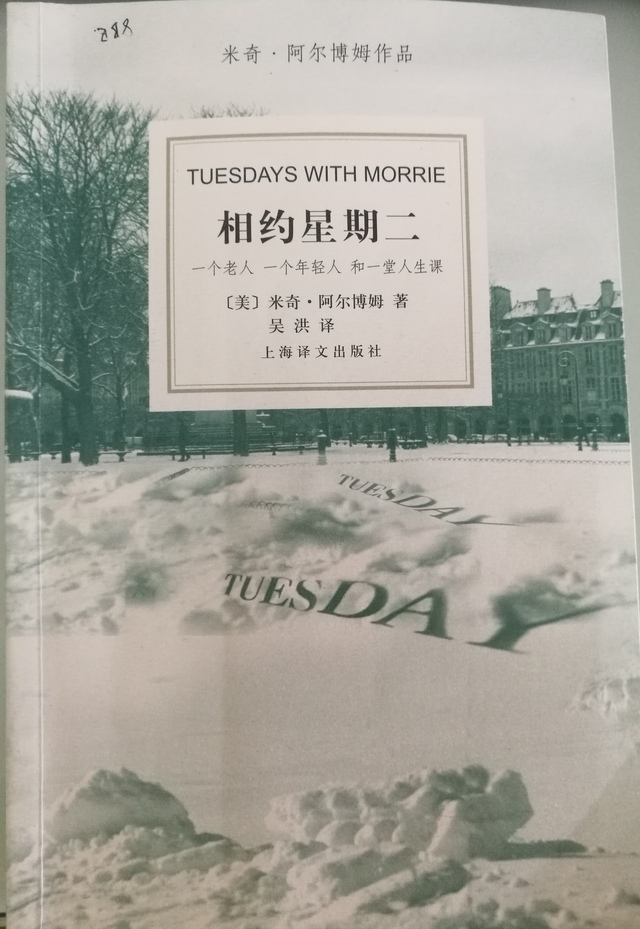 米奇·阿尔博姆作品
TUESDAYS WITH MORRIE
相约星期二
一个老人 一个年轻人 和一堂人生课
〔美〕米奇·阿尔博姆 著
吴洪 译
上海译文出版社
TUESDAY
TUESDAY